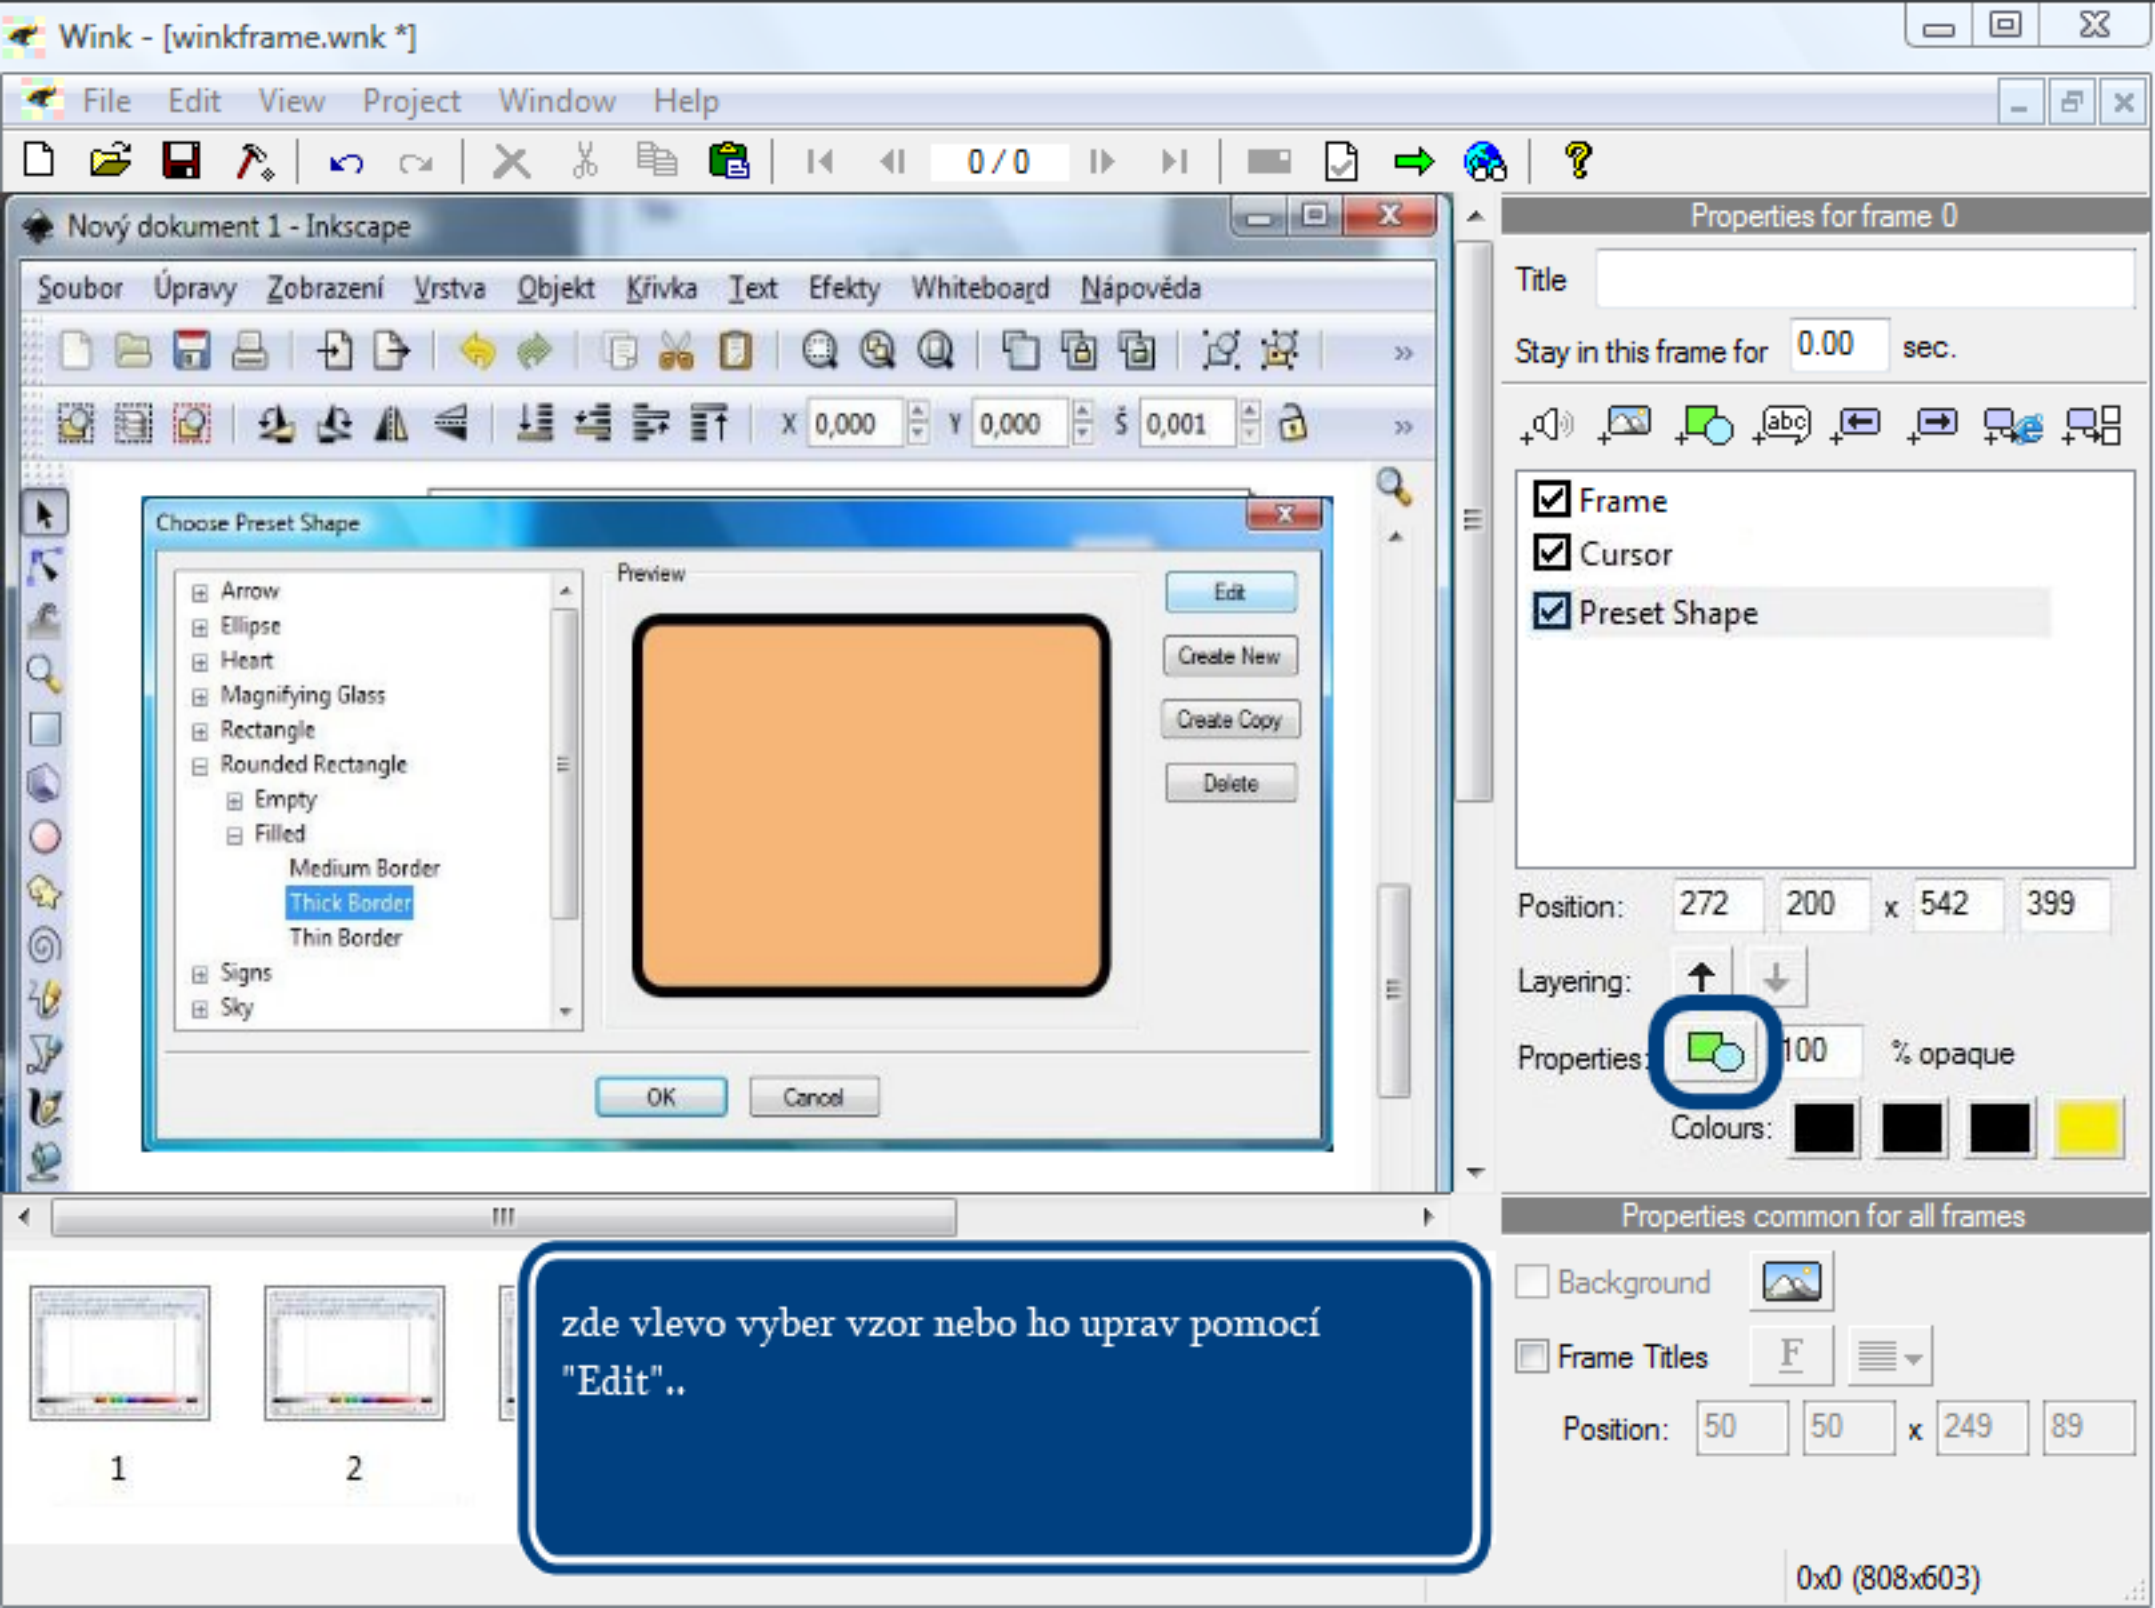 Wink - [winkframe.wnk *]
File Edit View Project Window Help
0 / 0
Nový dokument 1 - Inkscape
Soubor Úpravy Zobrazení Vrstva Objekt Křivka Text Efekty Whiteboard Nápověda
X 0,000 Y 0,000 Š 0,001
Choose Preset Shape
Arrow
Ellipse
Heart
Magnifying Glass
Rectangle
Rounded Rectangle
Empty
Filled
Medium Border
Thick Border
Thin Border
Signs
Sky
Preview
Edit
Create New
Create Copy
Delete
OK Cancel
Properties for frame 0
Title
Stay in this frame for 0.00 sec.
abc
Frame
Cursor
Preset Shape
Position: 272 200 x 542 399
Layering:
Properties: 100 % opaque
Colours:
Properties common for all frames
Background
Frame Titles F
Position: 50 50 x 249 89
1 2
zde vlevo vyber vzor nebo ho uprav pomocí
"Edit"..
0x0 (808x603)